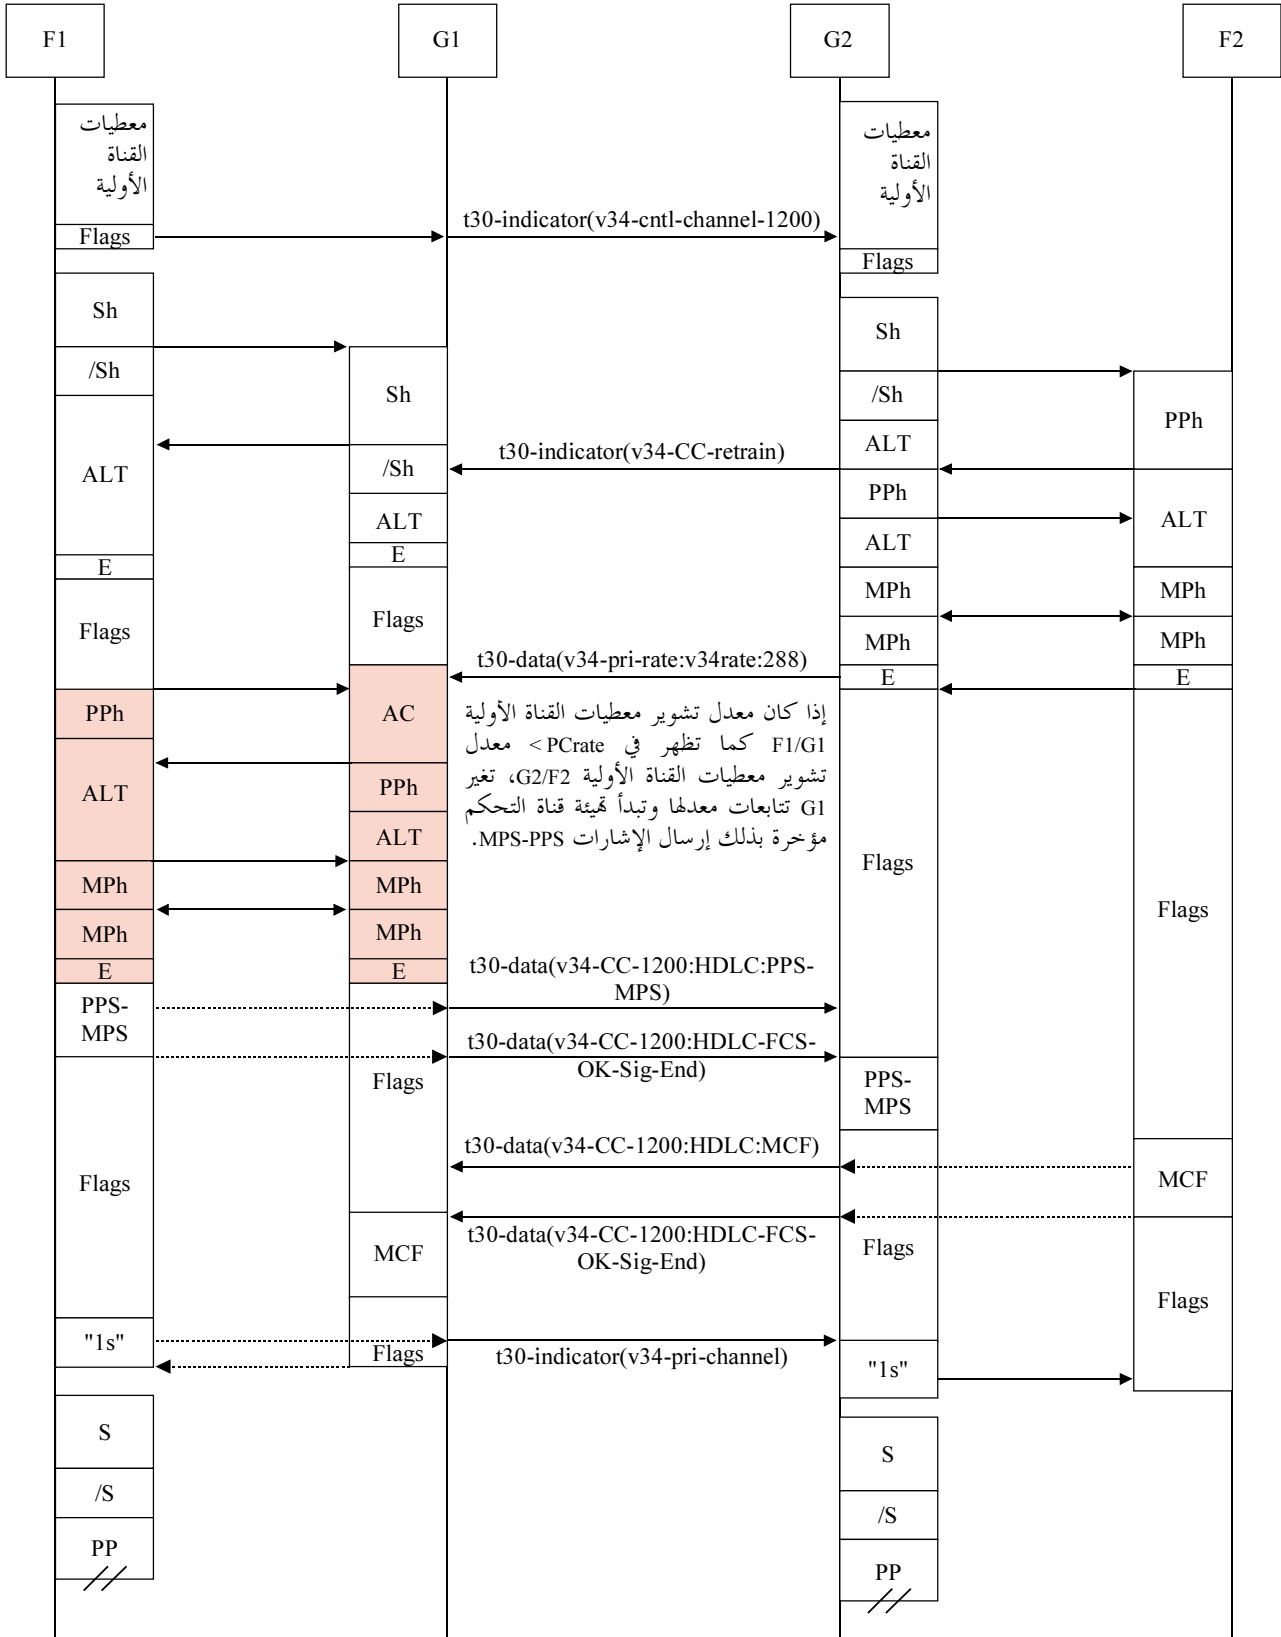 F1
G1
G2
F2
معطيات
القناة
الأولية
Flags
t30-indicator(v34-cntl-channel-1200)
معطيات
القناة
الأولية
Flags
Sh
/Sh
ALT
E
Flags
Sh
/Sh
ALT
E
Flags
t30-indicator(v34-CC-retrain)
Sh
/Sh
ALT
PPh
ALT
MPh
MPh
E
PPh
ALT
MPh
MPh
E
t30-data(v34-pri-rate:v34rate:288)
إذا كان معدل تشوير معطيات القناة الأولية
F1/G1 كما تظهر في PCrate > معدل
تشوير معطيات القناة الأولية G2/F2، تغير
G1 تتابعات معدلها وتبدأ تهيئة قناة التحكم
مؤخرة بذلك إرسال الإشارات MPS-PPS.
PPh
ALT
MPh
MPh
E
AC
PPh
ALT
MPh
MPh
E
Flags
Flags
PPS-
MPS
t30-data(v34-CC-1200:HDLC:PPS-
MPS)
t30-data(v34-CC-1200:HDLC-FCS-
OK-Sig-End)
Flags
PPS-
MPS
t30-data(v34-CC-1200:HDLC:MCF)
Flags
MCF
t30-data(v34-CC-1200:HDLC-FCS-
OK-Sig-End)
MCF
Flags
Flags
"1s"
Flags
t30-indicator(v34-pri-channel)
"1s"
S
/S
PP
S
/S
PP